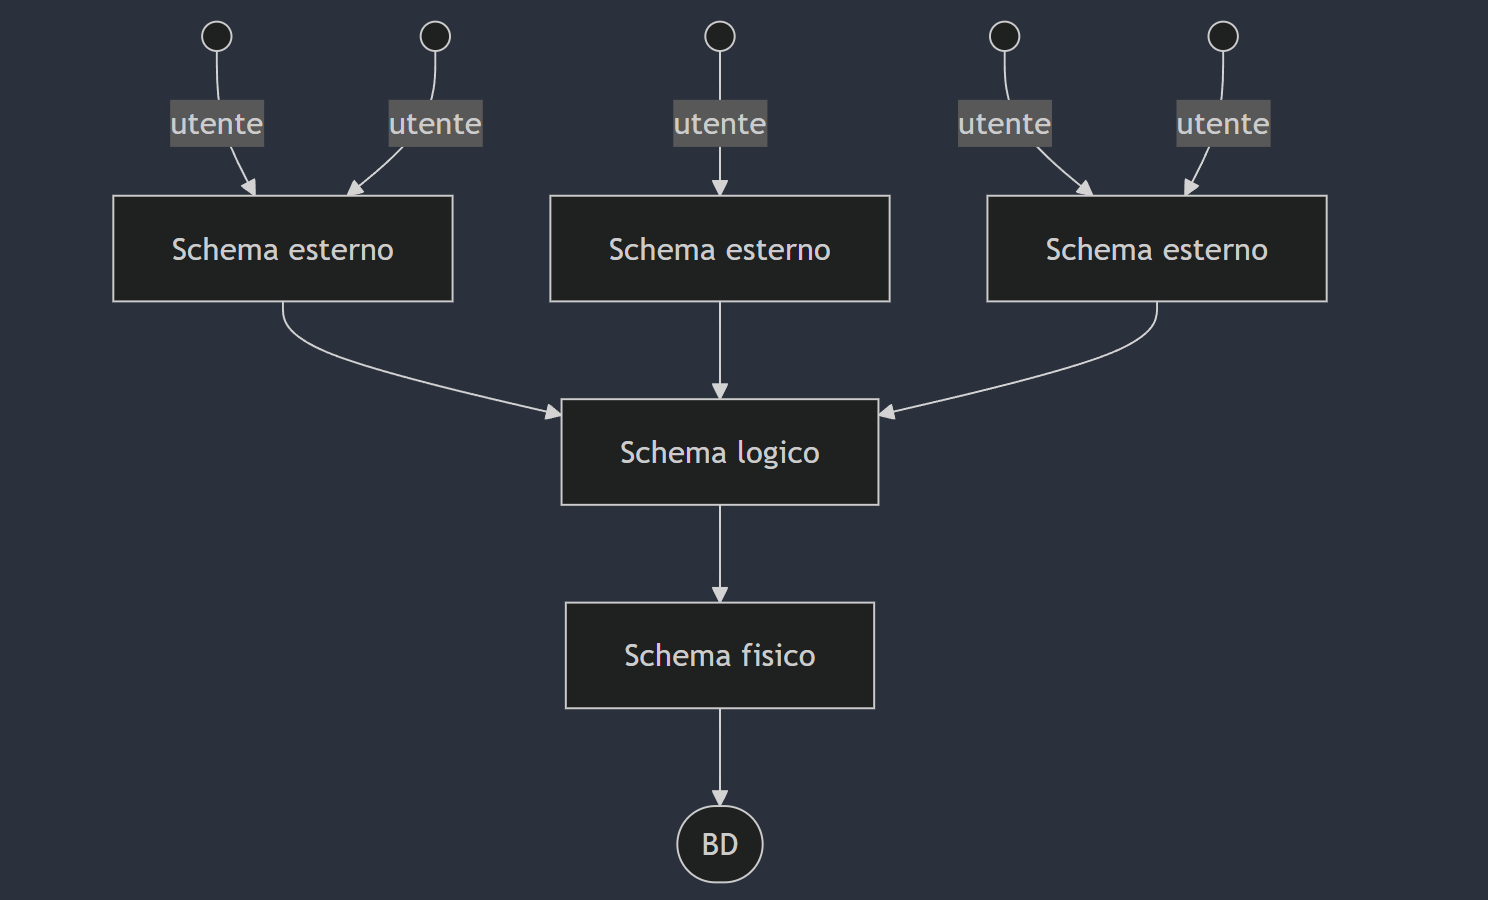 utente
utente
utente
utente
utente
Schema esterno
Schema esterno
Schema esterno
Schema logico
Schema fisico
BD